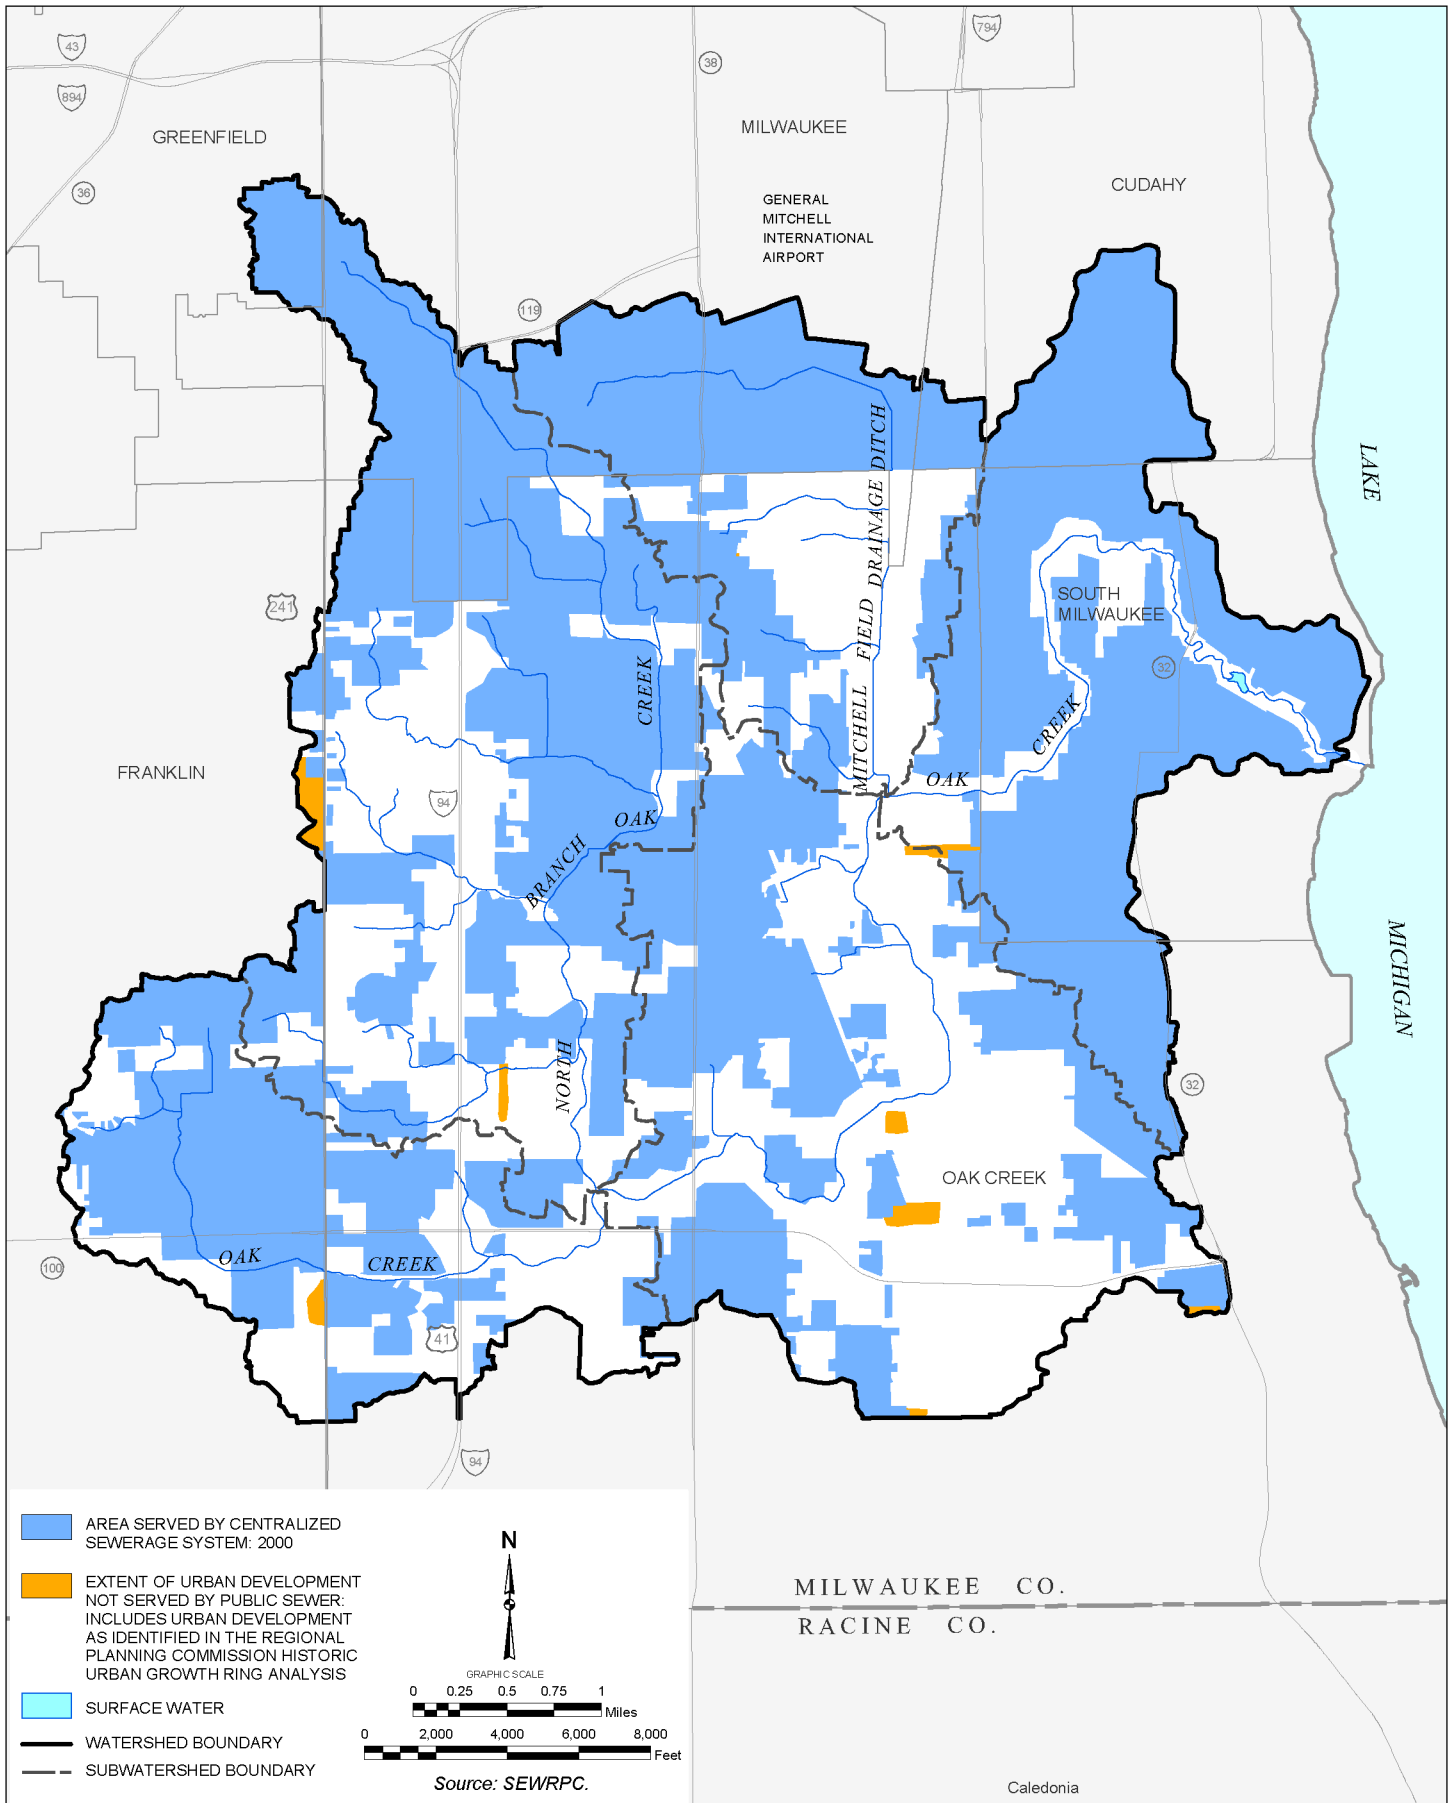 43
894
GREENFIELD
36
38
794
MILWAUKEE
CUDAHY
GENERAL
MITCHELL
INTERNATIONAL
AIRPORT
119
LAKE
MICHIGAN
241
MITCHELL FIELD DRAINAGE DITCH
SOUTH
MILWAUKEE
32
CREEK
OAK
CREEK
FRANKLIN
94
OAK
BRANCH
NORTH
32
OAK CREEK
100
OAK
CREEK
41
94
AREA SERVED BY CENTRALIZED
SEWERAGE SYSTEM: 2000
EXTENT OF URBAN DEVELOPMENT
NOT SERVED BY PUBLIC SEWER:
INCLUDES URBAN DEVELOPMENT
AS IDENTIFIED IN THE REGIONAL
PLANNING COMMISSION HISTORIC
URBAN GROWTH RING ANALYSIS
SURFACE WATER
WATERSHED BOUNDARY
SUBWATERSHED BOUNDARY
N
GRAPHIC SCALE
0 0.25 0.5 0.75 1
Miles
0 2,000 4,000 6,000 8,000
Feet
Source: SEWRPC.
MILWAUKEE CO.
RACINE CO.
Caledonia